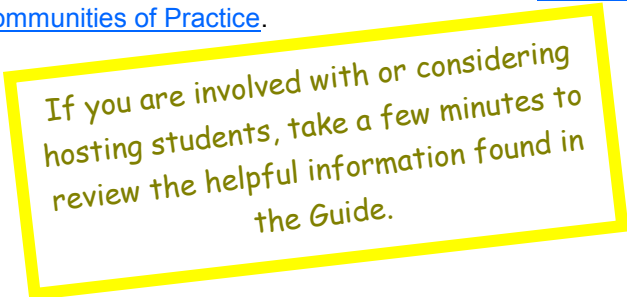 ommunities of Practice.
If you are involved with or considering
hosting students, take a few minutes to
review the helpful information found in
the Guide.